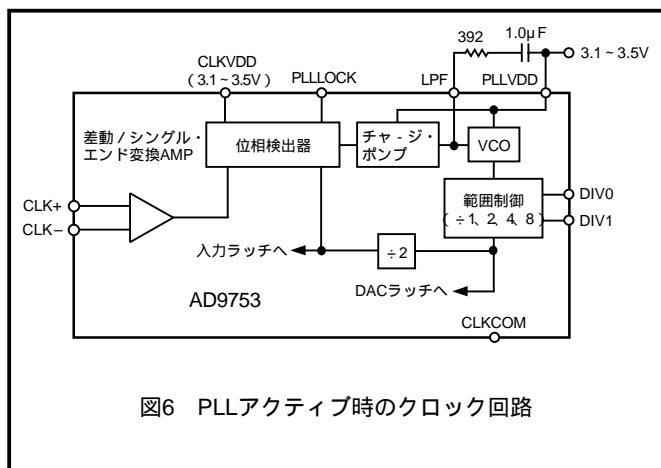 392
1.0μF
3.1~3.5V
CLKVDD
(3.1~3.5V)
PLLLOCK
LPF
PLLVDD
差動/シングル・
エンド変換AMP
位相検出器
チャ-ジ・
ポンプ
VCO
CLK+
CLK−
範囲制御
(÷1、2、4、8)
DIV0
DIV1
入力ラッチへ
÷2
DACラッチへ
AD9753
CLKCOM
図6 PLLアクティブ時のクロック回路